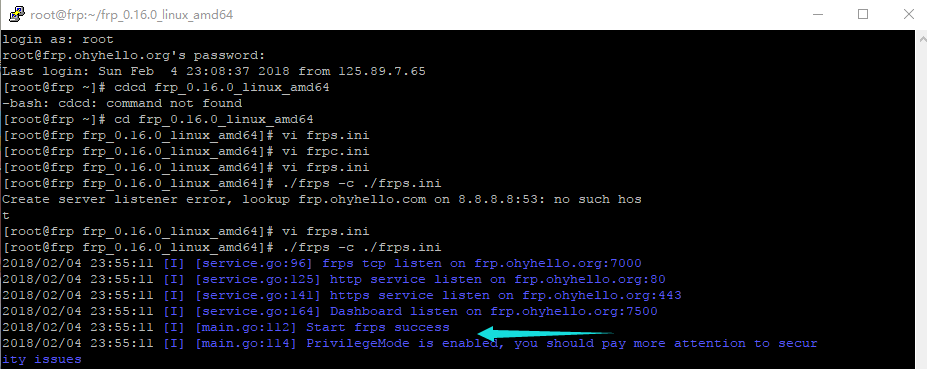 root@frp:~/frp_0.16.0_linux_amd64
login as: root
root@frp.ohyhello.org's password:
Last login: Sun Feb  4 23:08:37 2018 from 125.89.7.65
[root@frp ~]# cdcd frp_0.16.0_linux_amd64
-bash: cdcd: command not found
[root@frp ~]# cd frp_0.16.0_linux_amd64
[root@frp frp_0.16.0_linux_amd64]# vi frps.ini
[root@frp frp_0.16.0_linux_amd64]# vi frpc.ini
[root@frp frp_0.16.0_linux_amd64]# vi frps.ini
[root@frp frp_0.16.0_linux_amd64]# ./frps -c ./frps.ini
Create server listener error, lookup frp.ohyhello.com on 8.8.8.8:53: no such hos
t
[root@frp frp_0.16.0_linux_amd64]# vi frps.ini
[root@frp frp_0.16.0_linux_amd64]# ./frps -c ./frps.ini
2018/02/04 23:55:11 [I] [service.go:96] frps tcp listen on frp.ohyhello.org:7000
2018/02/04 23:55:11 [I] [service.go:125] http service listen on frp.ohyhello.org:80
2018/02/04 23:55:11 [I] [service.go:141] https service listen on frp.ohyhello.org:443
2018/02/04 23:55:11 [I] [service.go:164] Dashboard listen on frp.ohyhello.org:7500
2018/02/04 23:55:11 [I] [main.go:112] Start frps success
2018/02/04 23:55:11 [I] [main.go:114] PrivilegeMode is enabled, you should pay more attention to secur
ity issues